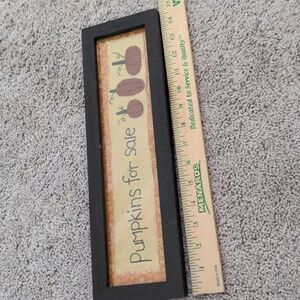 Pumpkins for sale
MENARDS
Dedicated to Service & Quality